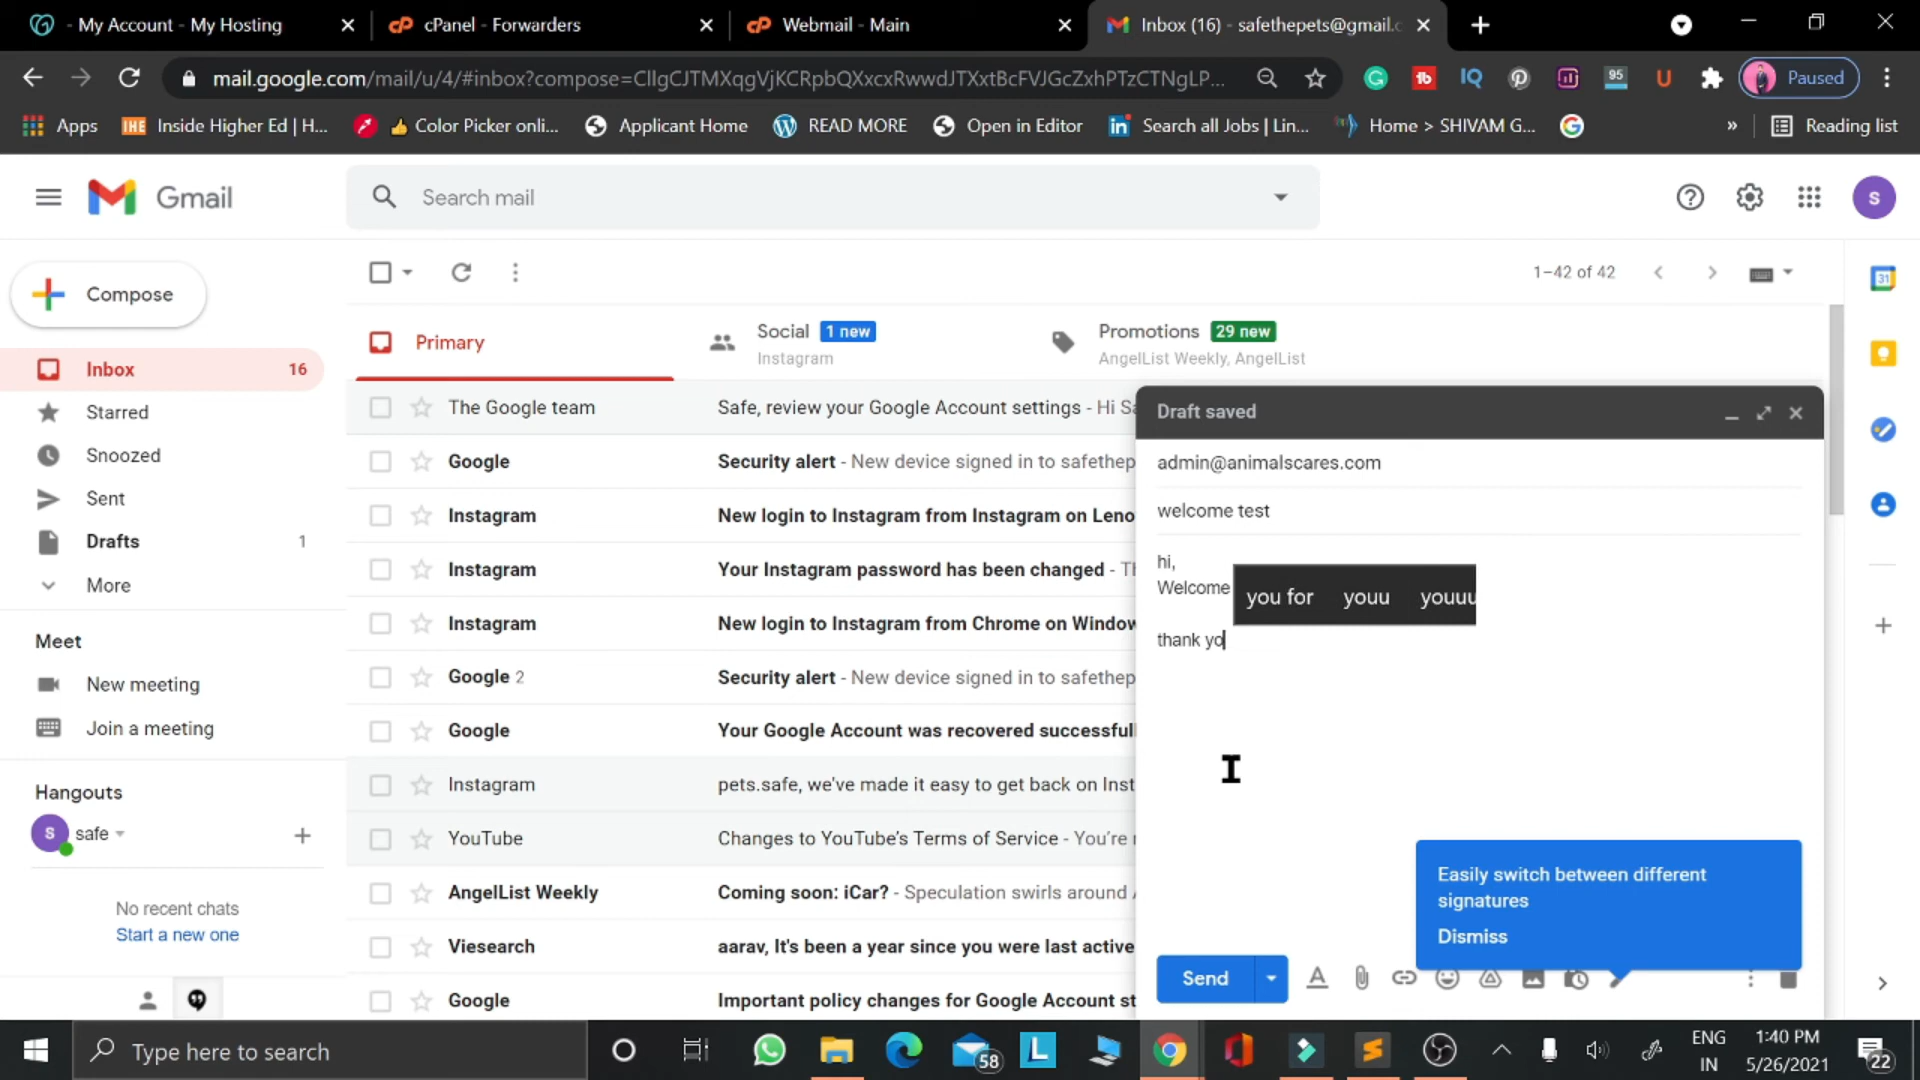 - My Account - My Hosting
cPanel - Forwarders
Webmail - Main
Inbox (16) - safethepets@gmail.c
mail.google.com/mail/u/4/#inbox?compose=CllgCJTMXqgVjKCRpbQXxcxRwwdJTXxtBcFVJGcZxhPTzCTNgLP...
IQ
95
U
Paused
Apps
IHE Inside Higher Ed | H...
Color Picker onli...
Applicant Home
READ MORE
Open in Editor
Search all Jobs | Lin...
Home > SHIVAM G...
»
Reading list
Gmail
Search mail
S
Compose
1–42 of 42
31
Primary
Social 1 new
Instagram
Promotions 29 new
AngelList Weekly, AngelList
Inbox 16
Starred
Snoozed
Sent
Drafts 1
More
Meet
New meeting
Join a meeting
Hangouts
S safe
No recent chats
Start a new one
The Google team Safe, review your Google Account settings - Hi Sa
Google Security alert - New device signed in to safethep
Instagram New login to Instagram from Instagram on Leno
Instagram Your Instagram password has been changed - Th
Instagram New login to Instagram from Chrome on Window
Google 2 Security alert - New device signed in to safethep
Google Your Google Account was recovered successfull
Instagram pets.safe, we've made it easy to get back on Inst
YouTube Changes to YouTube's Terms of Service - You're
AngelList Weekly Coming soon: iCar? - Speculation swirls around
Viesearch aarav, It's been a year since you were last active
Google Important policy changes for Google Account st
Draft saved
admin@animalscares.com
welcome test
hi,
Welcome
you for youu youuu
thank yo
Easily switch between different
signatures
Dismiss
Send
Type here to search
58
L
ENG
IN
1:40 PM
5/26/2021
22